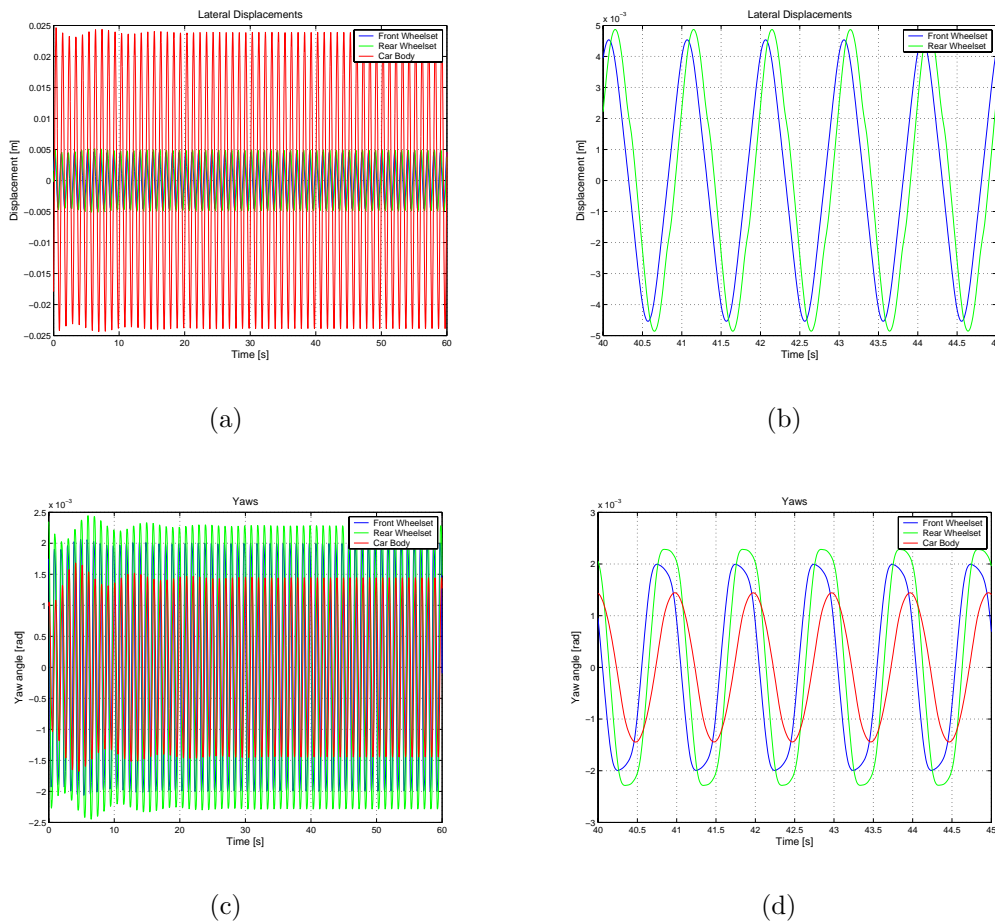 Lateral Displacements
0.025
0.02
0.015
0.01
0.005
0
−0.005
−0.01
−0.015
−0.02
−0.025
Displacement [m]
0 10 20 30 40 50 60
Time [s]
Front Wheelset
Rear Wheelset
Car Body
(a)
Lateral Displacements
x 10−3
5
4
3
2
1
0
−1
−2
−3
−4
−5
Displacement [m]
40 40.5 41 41.5 42 42.5 43 43.5 44 44.5
Time [s]
Front Wheelset
Rear Wheelset
(b)
Yaws
x 10−3
2.5
2
1.5
1
0.5
0
−0.5
−1
−1.5
−2
−2.5
Yaw angle [rad]
0 10 20 30 40 50 60
Time [s]
Front Wheelset
Rear Wheelset
Car Body
(c)
Yaws
x 10−3
3
2
1
0
−1
−2
−3
Yaw angle [rad]
40 40.5 41 41.5 42 42.5 43 43.5 44 44.5 45
Time [s]
Front Wheelset
Rear Wheelset
Car Body
(d)